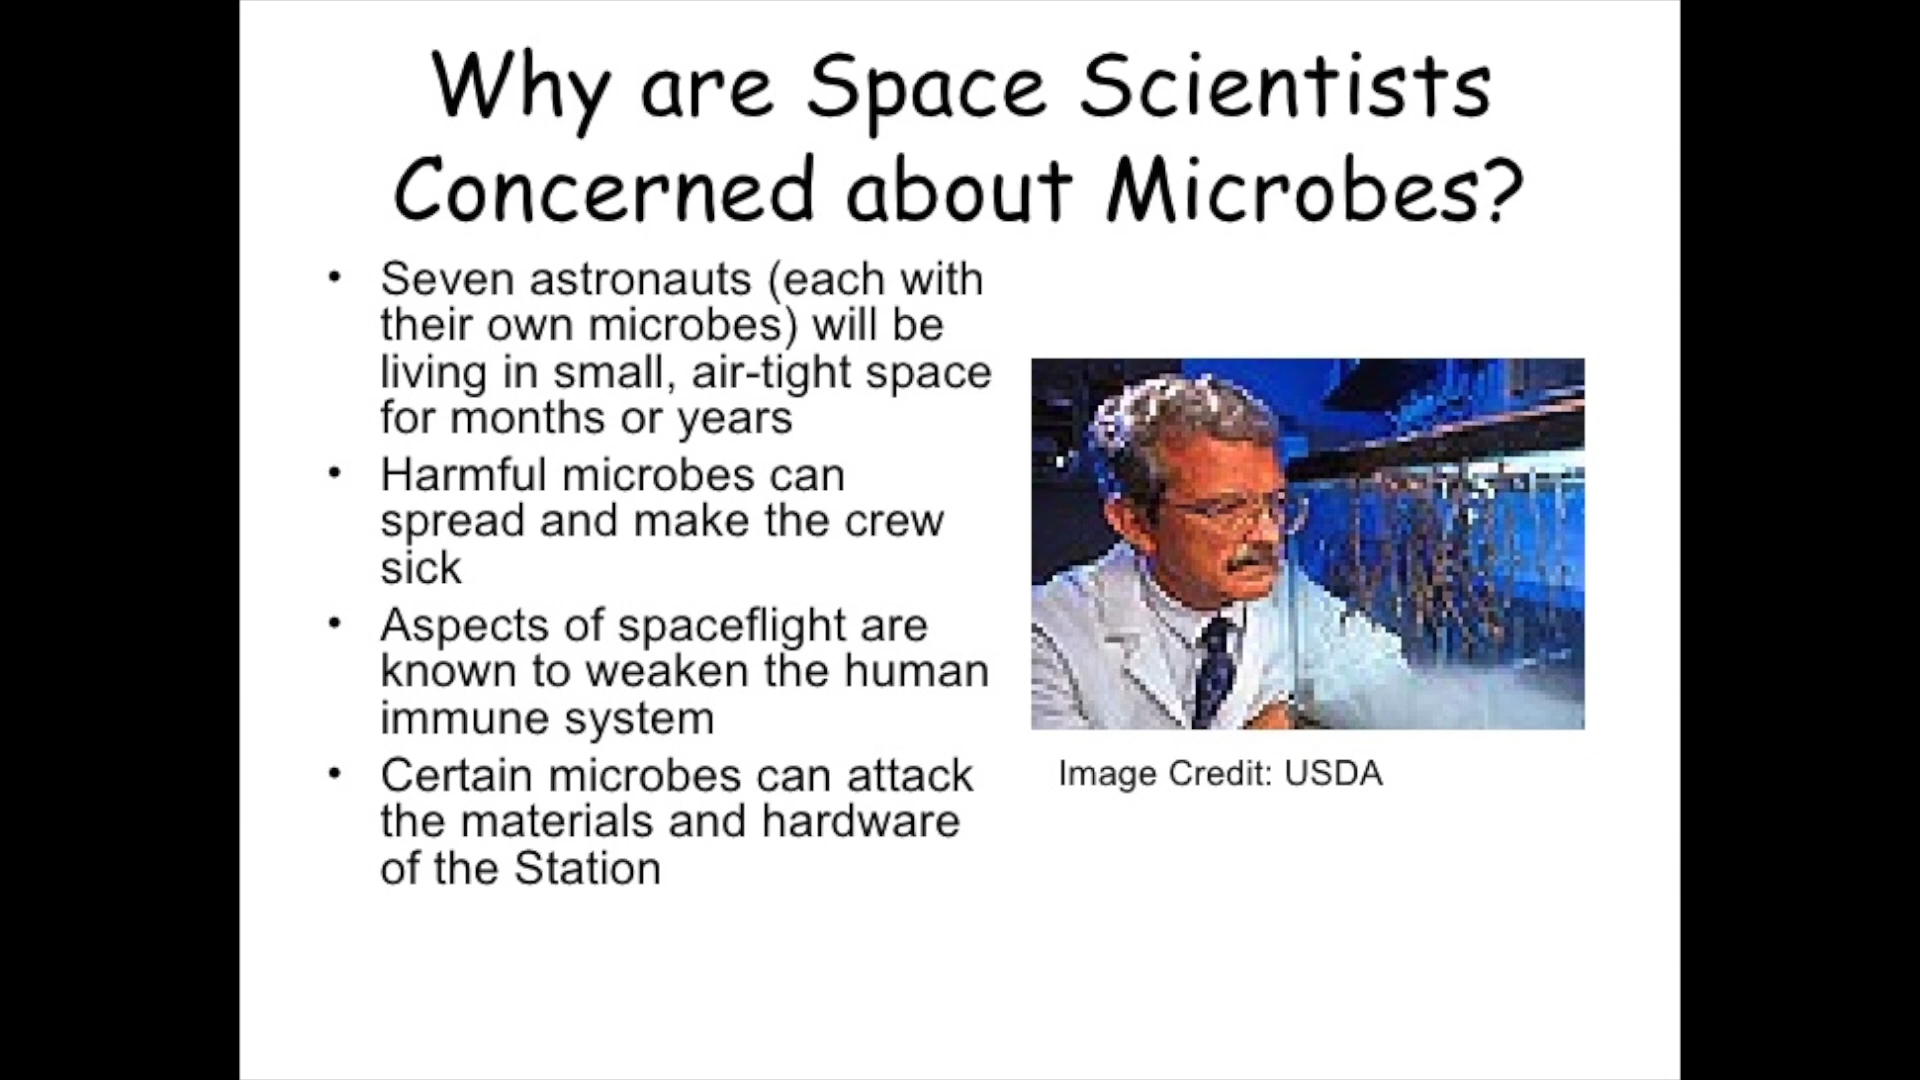 Why are Space Scientists
Concerned about Microbes?
• Seven astronauts (each with
their own microbes) will be
living in small, air-tight space
for months or years
• Harmful microbes can
spread and make the crew
sick
• Aspects of spaceflight are
known to weaken the human
immune system
• Certain microbes can attack
the materials and hardware
of the Station
Image Credit: USDA